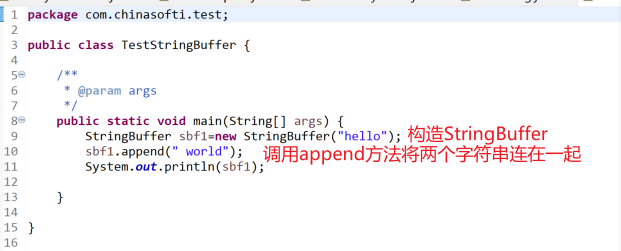 1 package com.chinasofti.test;
2
3 public class TestStringBuffer {
4
5 /**
6 * @param args
7 */
8 public static void main(String[] args) {
9 StringBuffer sbf1=new StringBuffer("hello"); 构造StringBuffer
10 sbf1.append(" world"); 调用append方法将两个字符串连在一起
11 System.out.println(sbf1);
12
13 }
14
15 }
16